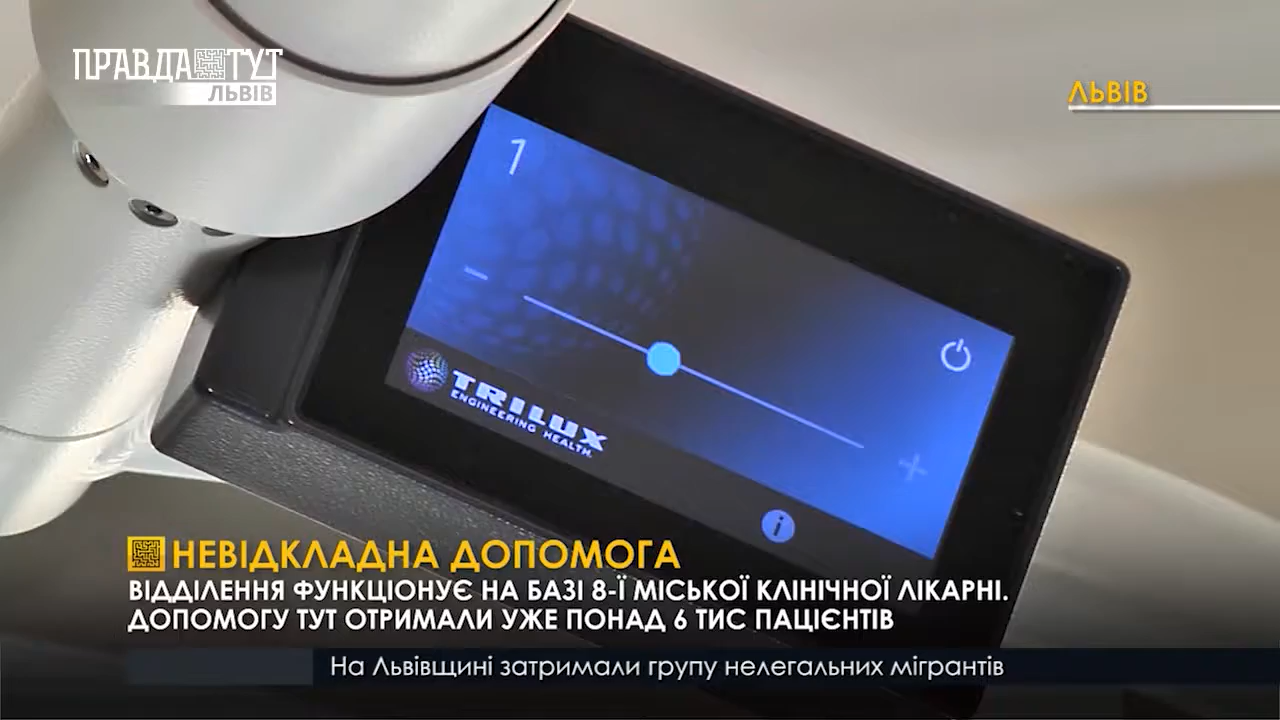 ПРАВДА ТУТ
ЛЬВІВ
ЛЬВІВ
1
TRILUX
ENGINEERING HEALTH.
i
НЕВІДКЛАДНА ДОПОМОГА
ВІДДІЛЕННЯ ФУНКЦІОНУЄ НА БАЗІ 8-Ї МІСЬКОЇ КЛІНІЧНОЇ ЛІКАРНІ.
ДОПОМОГУ ТУТ ОТРИМАЛИ УЖЕ ПОНАД 6 ТИС ПАЦІЄНТІВ
На Львівщині затримали групу нелегальних мігрантів